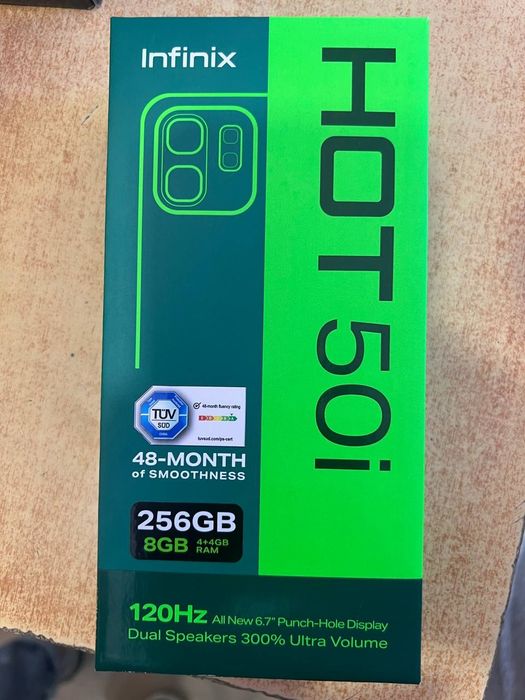 Infinix
HOT 50i
TÜV
SÜD
48-month fluency rating
tuvsud.com/ps-cert
48-MONTH
of SMOOTHNESS
256GB
8GB 4+4GB
RAM
120Hz All New 6.7" Punch-Hole Display
Dual Speakers 300% Ultra Volume